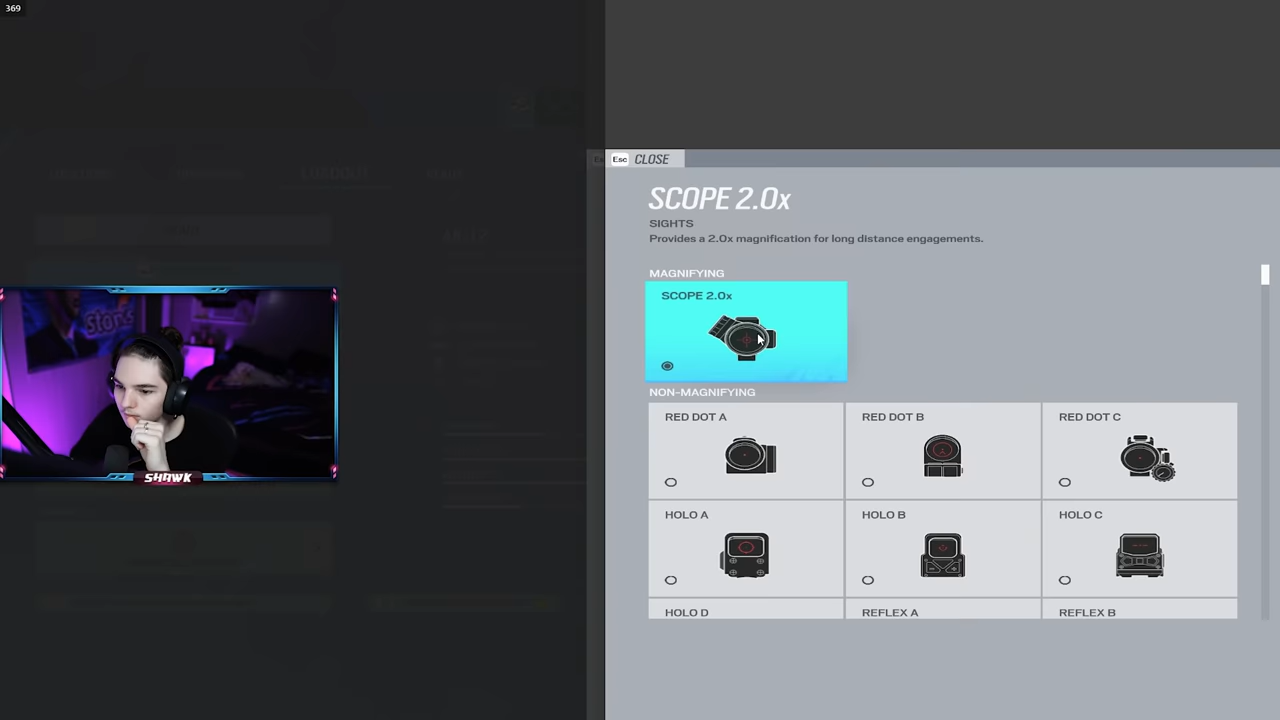 369
Esc CLOSE
SCOPE 2.0x
SIGHTS
Provides a 2.0x magnification for long distance engagements.
MAGNIFYING
SCOPE 2.0x
NON-MAGNIFYING
RED DOT A
RED DOT B
RED DOT C
HOLO A
HOLO B
HOLO C
HOLO D
REFLEX A
REFLEX B
LOADOUT
SHAWK